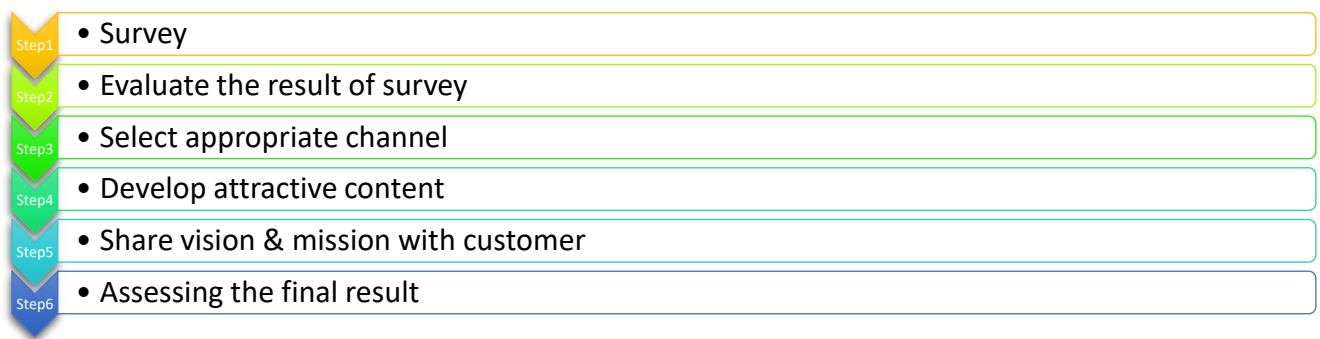 Step1 • Survey
Step2 • Evaluate the result of survey
Step3 • Select appropriate channel
Step4 • Develop attractive content
Step5 • Share vision & mission with customer
Step6 • Assessing the final result